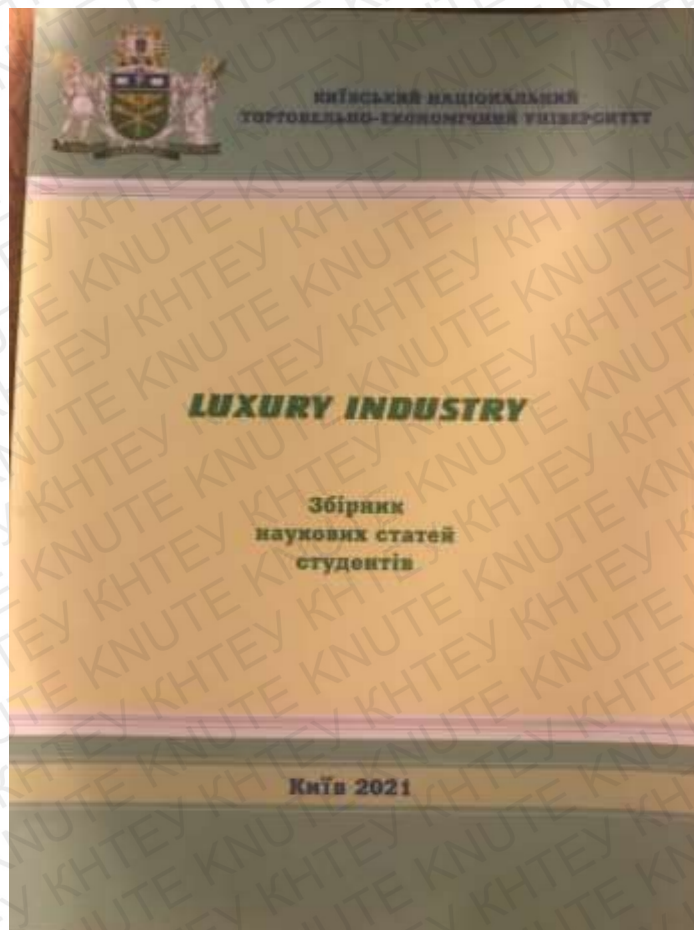 КИЇВСЬКИЙ НАЦІОНАЛЬНИЙ
ТОРГОВЕЛЬНО-ЕКОНОМІЧНИЙ УНІВЕРСИТЕТ
LUXURY INDUSTRY
Збірник
наукових статей
студентів
Київ 2021